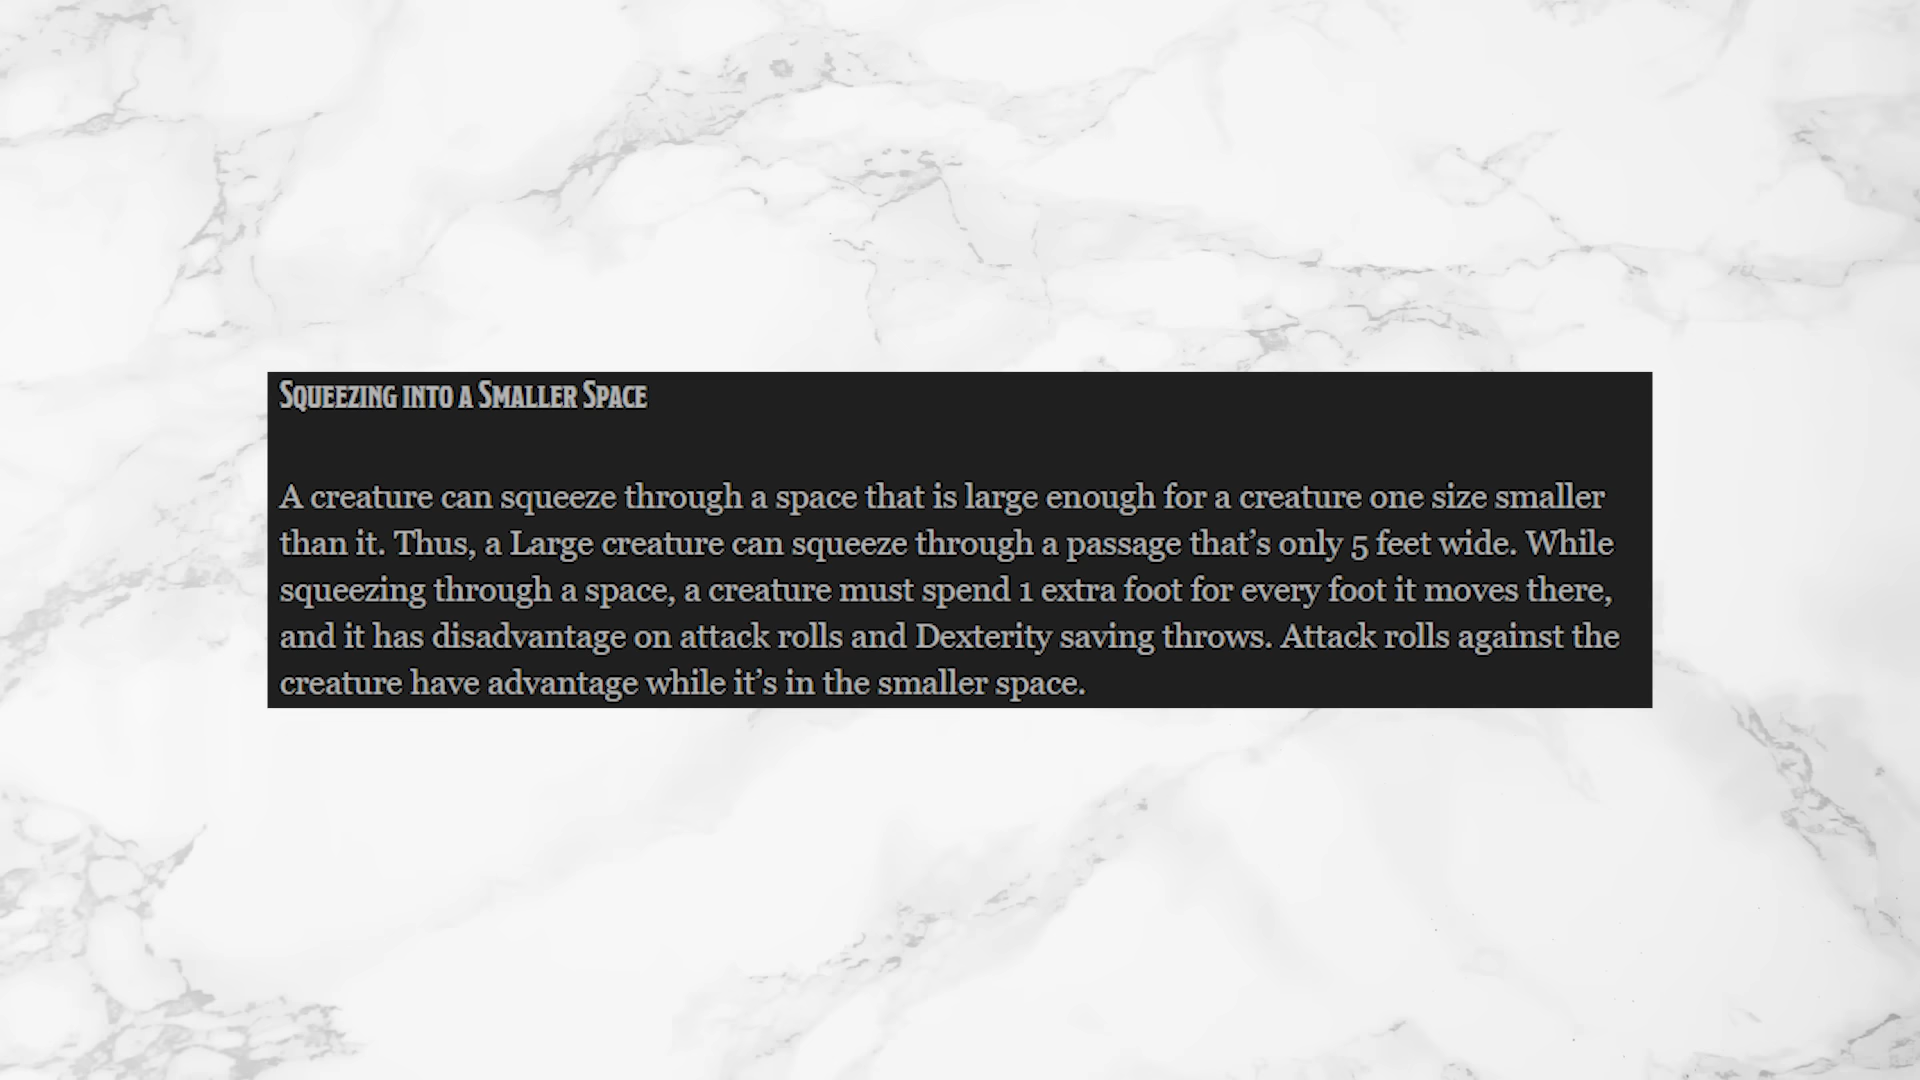 Squeezing into a Smaller Space
A creature can squeeze through a space that is large enough for a creature one size smaller
than it. Thus, a Large creature can squeeze through a passage that’s only 5 feet wide. While
squeezing through a space, a creature must spend 1 extra foot for every foot it moves there,
and it has disadvantage on attack rolls and Dexterity saving throws. Attack rolls against the
creature have advantage while it’s in the smaller space.